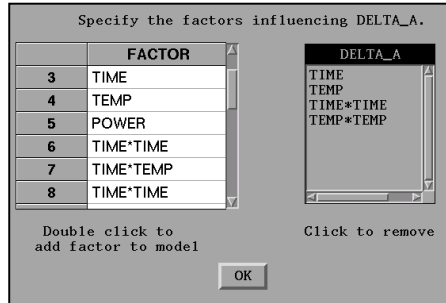 Specify the factors influencing DELTA_A.
FACTOR
3 TIME
4 TEMP
5 POWER
6 TIME*TIME
7 TIME*TEMP
8 TIME*TIME
DELTA_A
TIME
TEMP
TIME*TIME
TEMP*TEMP
Double click to
add factor to model
Click to remove
OK